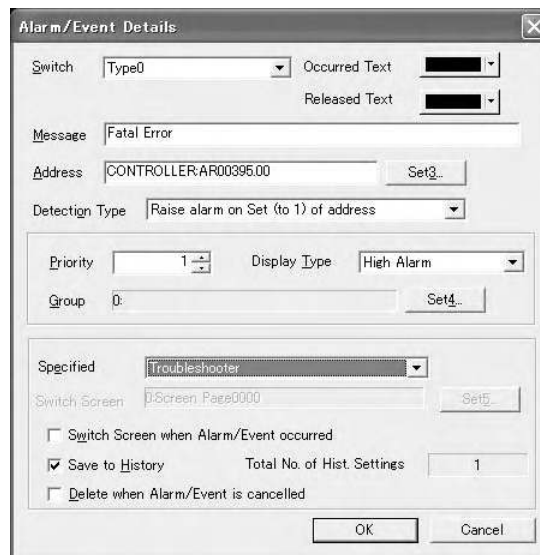 Alarm/Event Details
Switch Type0 Occurred Text
Released Text
Message Fatal Error
Address CONTROLLER:AR00395.00 Set3...
Detection Type Raise alarm on Set (to 1) of address
Priority 1 Display Type High Alarm
Group 0: Set4...
Specified Troubleshooter
Switch Screen 0:Screen Page0000 Set5...
Switch Screen when Alarm/Event occurred
Save to History Total No. of Hist. Settings 1
Delete when Alarm/Event is cancelled
OK Cancel